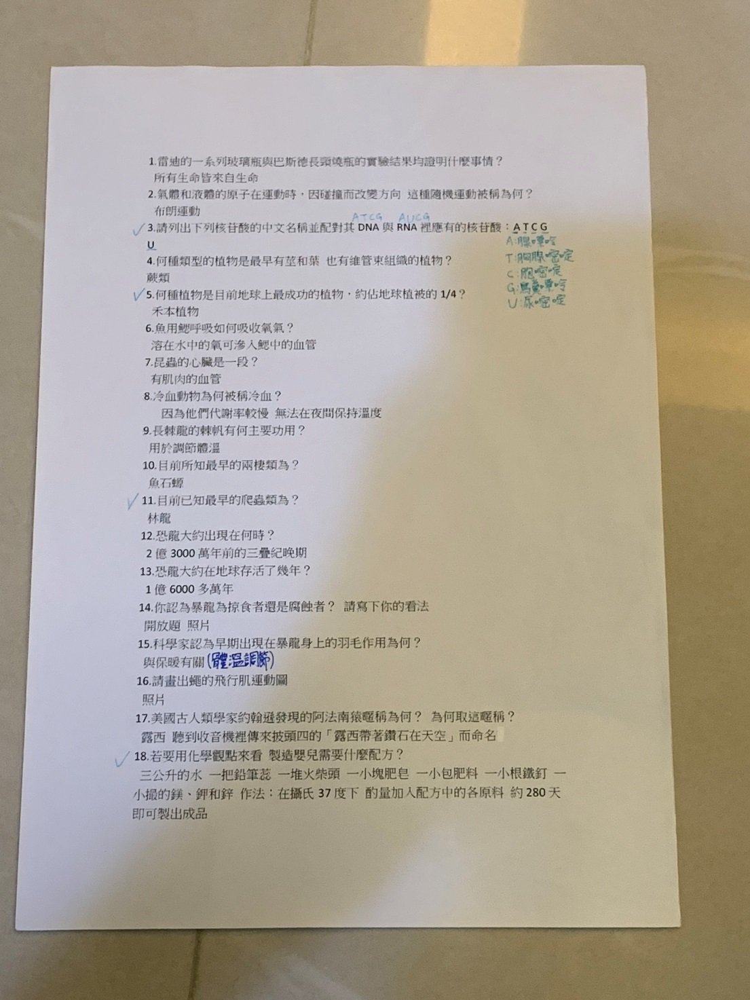 1.雷迪的一系列玻璃瓶與巴斯德長頸燒瓶的實驗結果均證明什麼事情？
所有生命皆來自生命
2.氣體和液體的原子在運動時，因碰撞而改變方向 這種隨機運動被稱為何？
布朗運動
ATCG AUCG
✓ 3.請列出下列核苷酸的中文名稱並配對其 DNA 與 RNA 裡應有的核苷酸：A T C G
U
A:腺嘌呤
T:胸腺嘧啶
C:胞嘧啶
G:鳥糞嘌呤
U:尿嘧啶
4.何種類型的植物是最早有莖和葉 也有維管束組織的植物？
蕨類
✓ 5.何種植物是目前地球上最成功的植物，約佔地球植被的 1/4？
禾本植物
6.魚用鰓呼吸如何吸收氧氣？
溶在水中的氧可滲入鰓中的血管
7.昆蟲的心臟是一段？
有肌肉的血管
8.冷血動物為何被稱冷血？
因為他們代謝率較慢 無法在夜間保持溫度
9.長棘龍的棘帆有何主要功用？
用於調節體溫
10.目前所知最早的兩棲類為？
魚石螈
✓ 11.目前已知最早的爬蟲類為？
林龍
12.恐龍大約出現在何時？
2 億 3000 萬年前的三疊紀晚期
13.恐龍大約在地球存活了幾年？
1 億 6000 多萬年
14.你認為暴龍為掠食者還是腐蝕者？ 請寫下你的看法
開放題 照片
15.科學家認為早期出現在暴龍身上的羽毛作用為何？
與保暖有關(體溫調節)
16.請畫出蠅的飛行肌運動圖
照片
17.美國古人類學家約翰遜發現的阿法南猿暱稱為何？ 為何取這暱稱？
露西 聽到收音機裡傳來披頭四的「露西帶著鑽石在天空」而命名
✓ 18.若要用化學觀點來看 製造嬰兒需要什麼配方？
三公升的水 一把鉛筆蕊 一堆火柴頭 一小塊肥皂 一小包肥料 一小根鐵釘 一
小撮的鎂、鉀和鋅 作法：在攝氏 37 度下 酌量加入配方中的各原料 約 280 天
即可製出成品